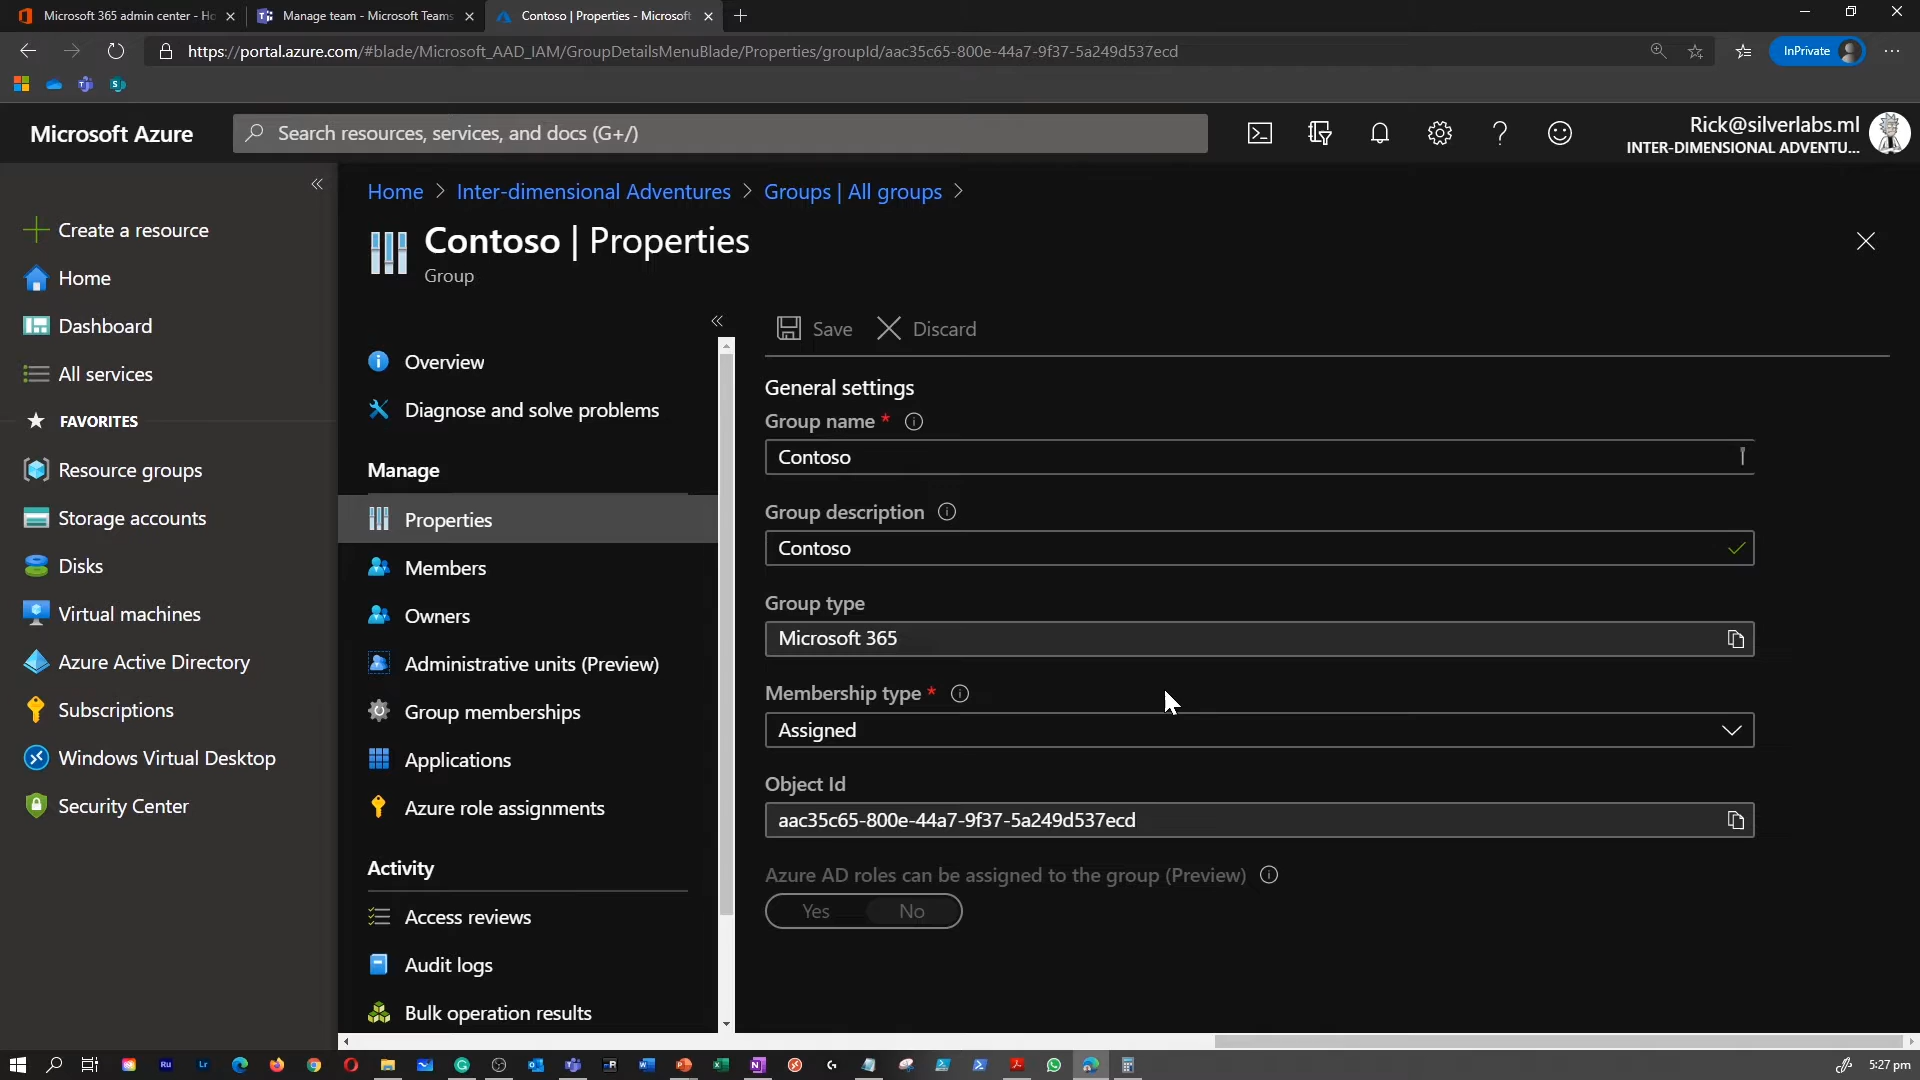 Microsoft 365 admin center - Ho
Manage team - Microsoft Teams
Contoso | Properties - Microsoft
https://portal.azure.com/#blade/Microsoft_AAD_IAM/GroupDetailsMenuBlade/Properties/groupId/aac35c65-800e-44a7-9f37-5a249d537ecd
InPrivate
Microsoft Azure
Search resources, services, and docs (G+/)
Rick@silverlabs.ml
INTER-DIMENSIONAL ADVENTU...
Create a resource
Home
Dashboard
All services
FAVORITES
Resource groups
Storage accounts
Disks
Virtual machines
Azure Active Directory
Subscriptions
Windows Virtual Desktop
Security Center
Home > Inter-dimensional Adventures > Groups | All groups >
Contoso | Properties
Group
Overview
Diagnose and solve problems
Manage
Properties
Members
Owners
Administrative units (Preview)
Group memberships
Applications
Azure role assignments
Activity
Access reviews
Audit logs
Bulk operation results
Save
Discard
General settings
Group name *
Contoso
Group description
Contoso
Group type
Microsoft 365
Membership type *
Assigned
Object Id
aac35c65-800e-44a7-9f37-5a249d537ecd
Azure AD roles can be assigned to the group (Preview)
Yes No
5:27 pm